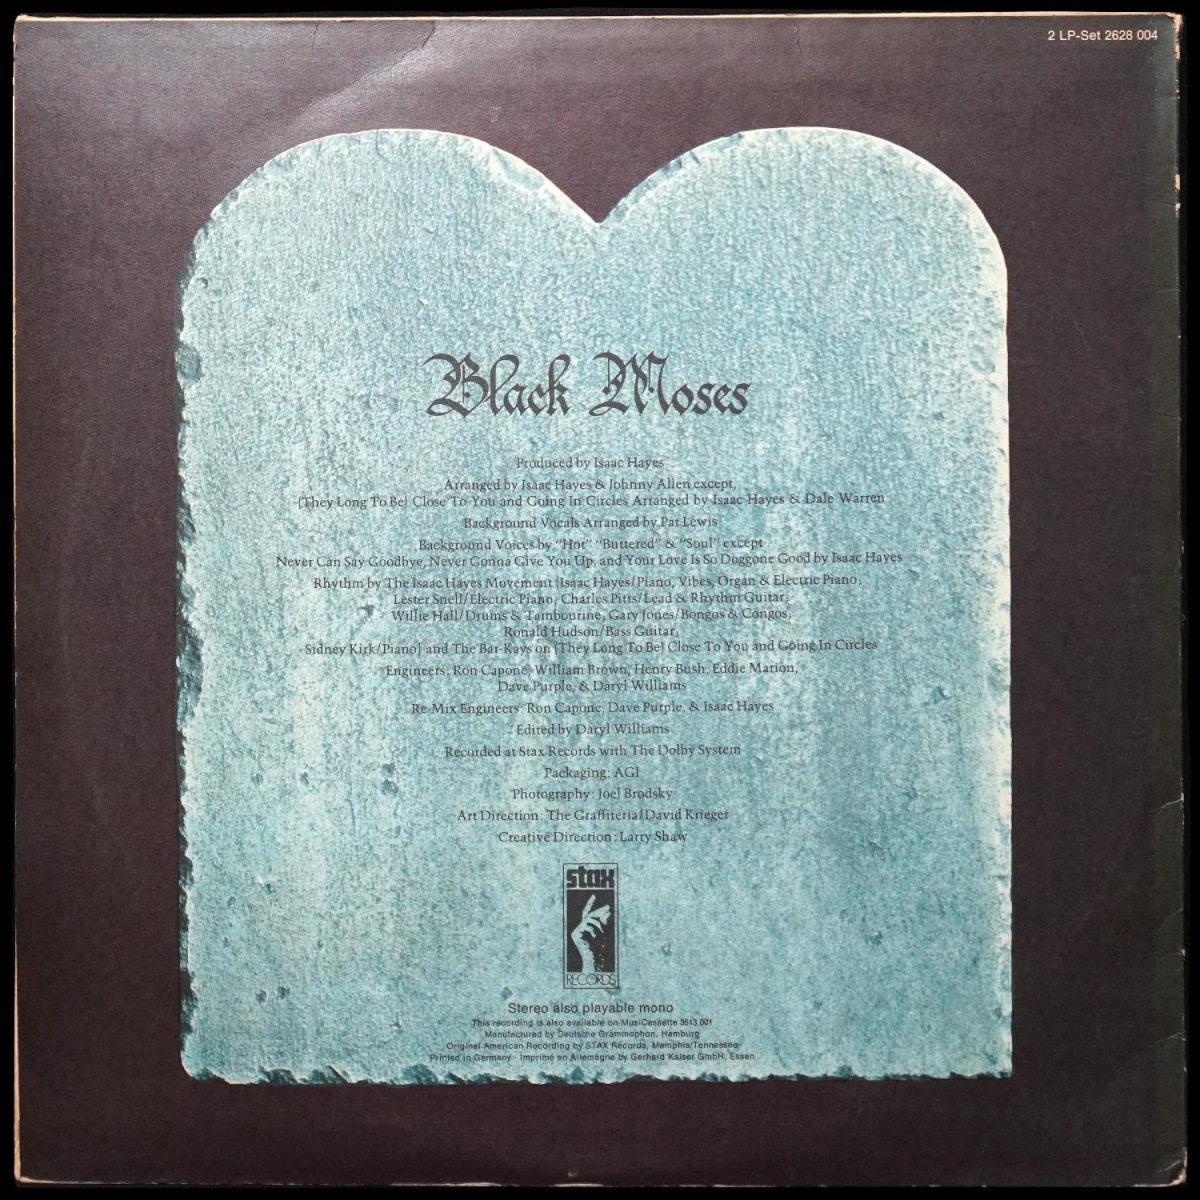 2 LP-Set 2628 004
Black Moses
Produced by Isaac Hayes
Arranged by Isaac Hayes & Johnny Allen except,
(They Long To Be) Close To You and Going In Circles Arranged by Isaac Hayes & Dale Warren
Background Vocals Arranged by Pat Lewis
Background Voices by "Hot" "Buttered" & "Soul" except
Never Can Say Goodbye, Never Gonna Give You Up, and Your Love Is So Doggone Good by Isaac Hayes
Rhythm by The Isaac Hayes Movement (Isaac Hayes/Piano, Vibes, Organ & Electric Piano;
Lester Snell/Electric Piano, Charles Pitts/Lead & Rhythm Guitar;
Willie Hall/Drums & Tambourine; Gary Jones/Bongos & Congos;
Ronald Hudson/Bass Guitar;
Sidney Kirk/Piano) and The Bar-Kays on (They Long To Be) Close To You and Going In Circles
Engineers: Ron Capone, William Brown, Henry Bush, Eddie Marion,
Dave Purple, & Daryl Williams
Re-Mix Engineers: Ron Capone, Dave Purple, & Isaac Hayes
Edited by Daryl Williams
Recorded at Stax Records with The Dolby System
Packaging: AGI
Photography: Joel Brodsky
Art Direction: The Graffiteria/David Krieger
Creative Direction: Larry Shaw
stax
RECORDS
Stereo also playable mono
This recording is also available on MusiCassette 3513 001
Manufactured by Deutsche Grammophon, Hamburg
Original American Recording by STAX Records, Memphis/Tennessee
Printed in Germany · Imprimé en Allemagne by Gerhard Kaiser GmbH, Essen